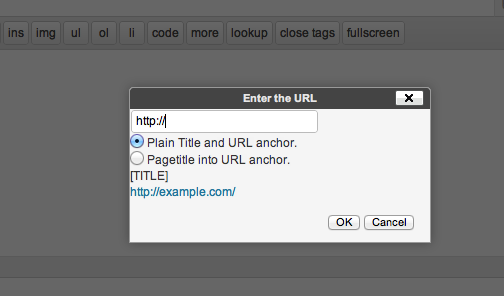 ins img ul ol li code more lookup close tags fullscreen
Enter the URL
http://
Plain Title and URL anchor.
Pagetitle into URL anchor.
[TITLE]
http://example.com/
OK Cancel